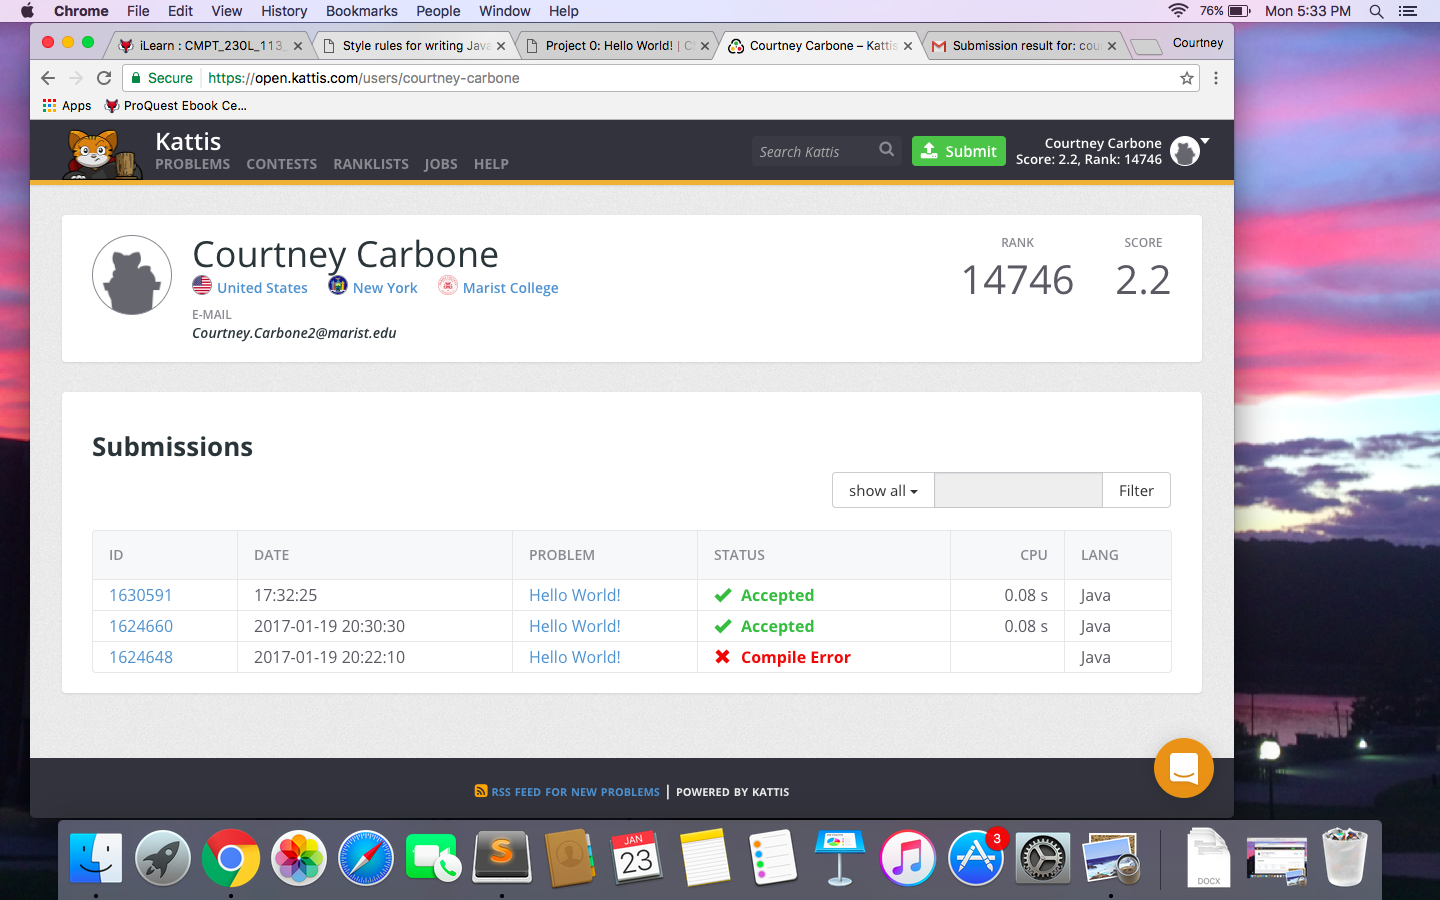 Chrome File Edit View History Bookmarks People Window Help 76% Mon 5:33 PM
iLearn : CMPT_230L_113_ Style rules for writing Java Project 0: Hello World! | C Courtney Carbone – Kattis Submission result for: cou Courtney
Secure https://open.kattis.com/users/courtney-carbone
Apps ProQuest Ebook Ce...
Kattis
PROBLEMS CONTESTS RANKLISTS JOBS HELP
Search Kattis
Submit
Courtney Carbone
Score: 2.2, Rank: 14746
Courtney Carbone
United States New York Marist College
E-MAIL
Courtney.Carbone2@marist.edu
RANK SCORE
14746 2.2
Submissions
show all Filter
ID DATE PROBLEM STATUS CPU LANG
1630591 17:32:25 Hello World! Accepted 0.08 s Java
1624660 2017-01-19 20:30:30 Hello World! Accepted 0.08 s Java
1624648 2017-01-19 20:22:10 Hello World! Compile Error Java
RSS FEED FOR NEW PROBLEMS | POWERED BY KATTIS
S
JAN
23
3
DOCX